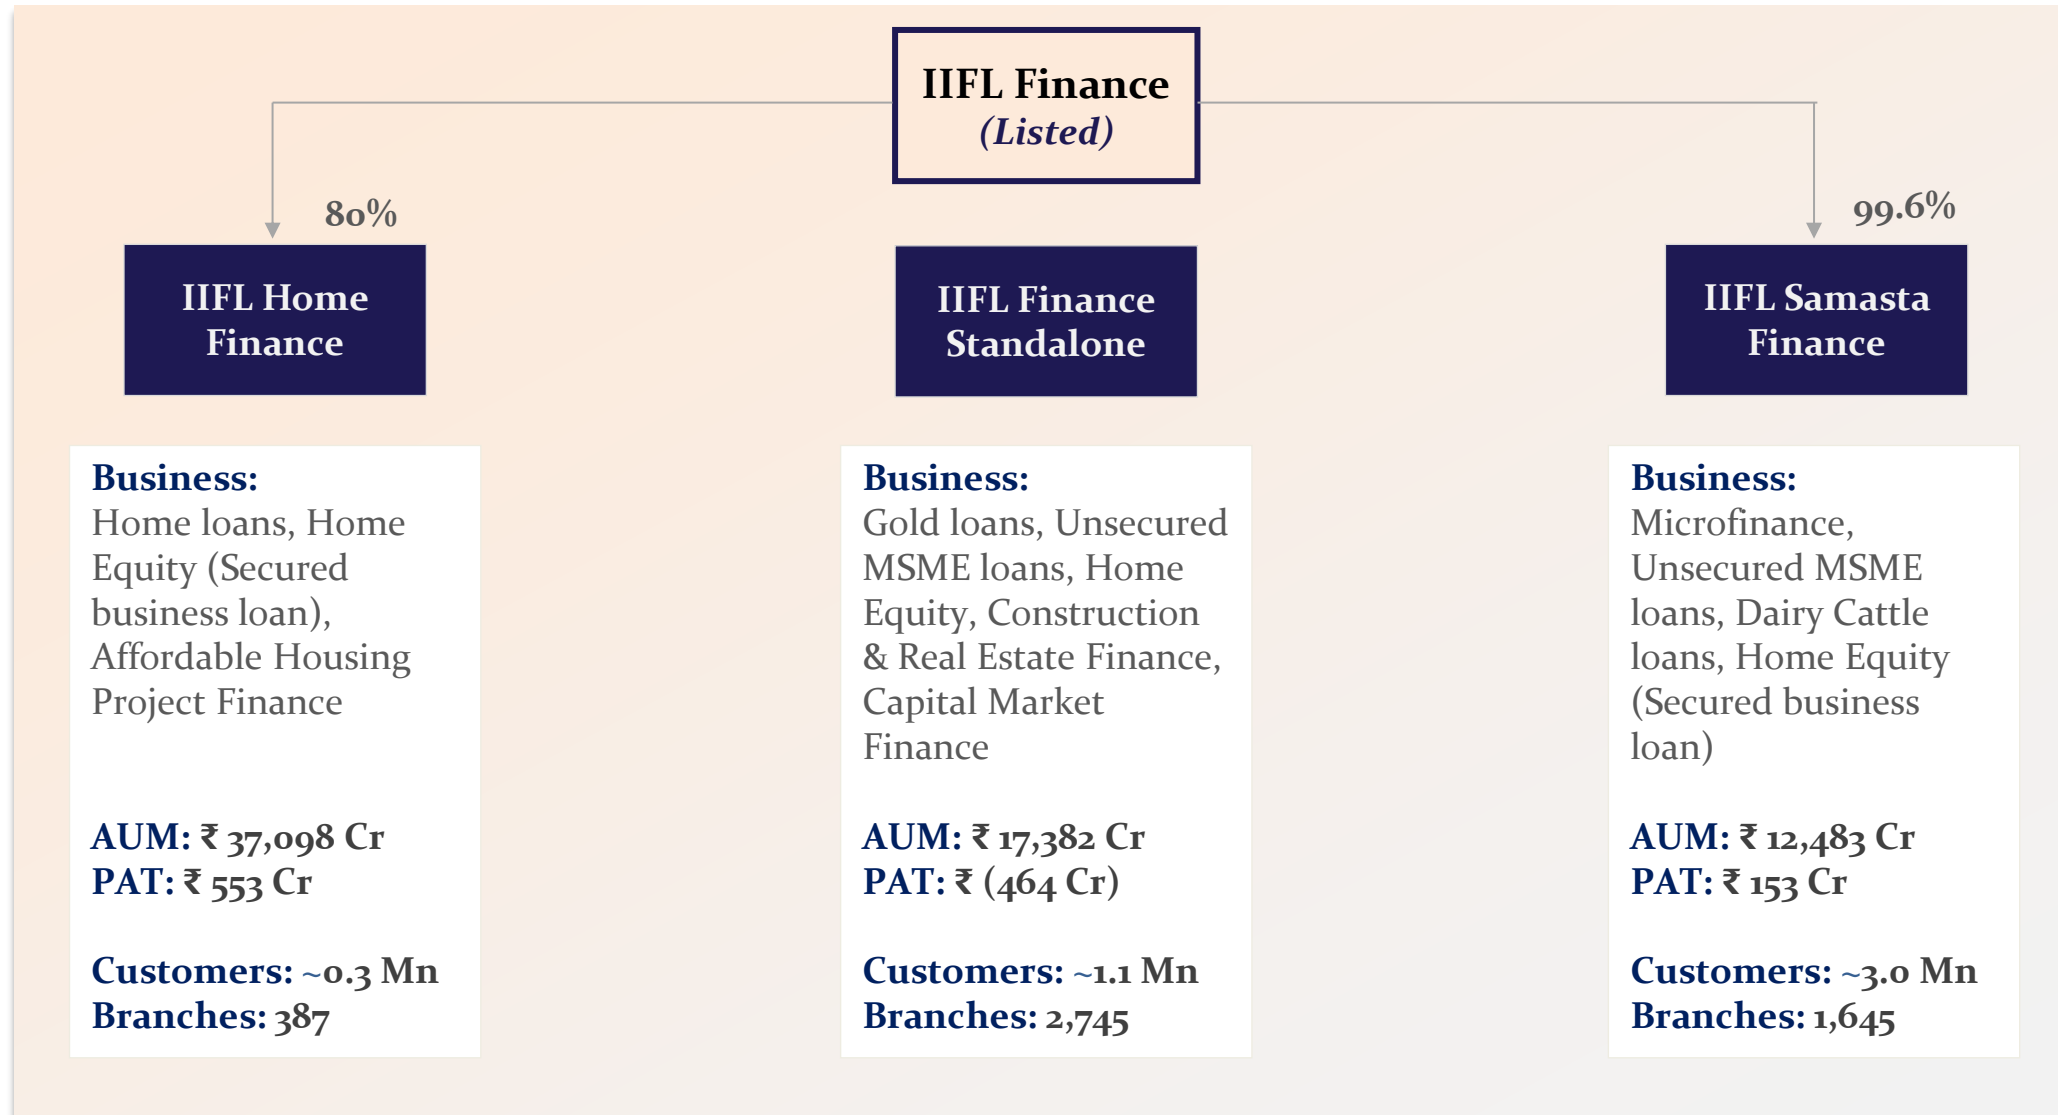 IIFL Finance
(Listed)
80%
99.6%
IIFL Home
Finance
IIFL Finance
Standalone
IIFL Samasta
Finance
Business:
Home loans, Home
Equity (Secured
business loan),
Affordable Housing
Project Finance
AUM: ₹ 37,098 Cr
PAT: ₹ 553 Cr
Customers: ~0.3 Mn
Branches: 387
Business:
Gold loans, Unsecured
MSME loans, Home
Equity, Construction
& Real Estate Finance,
Capital Market
Finance
AUM: ₹ 17,382 Cr
PAT: ₹ (464 Cr)
Customers: ~1.1 Mn
Branches: 2,745
Business:
Microfinance,
Unsecured MSME
loans, Dairy Cattle
loans, Home Equity
(Secured business
loan)
AUM: ₹ 12,483 Cr
PAT: ₹ 153 Cr
Customers: ~3.0 Mn
Branches: 1,645